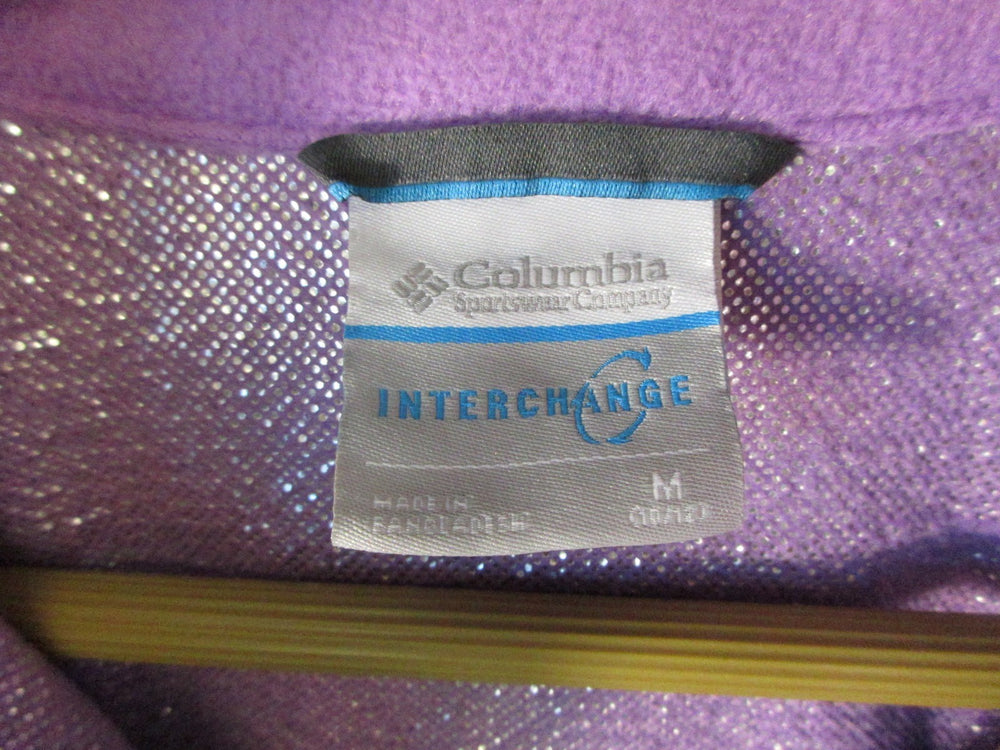 Columbia
Sportswear Company
INTERCHANGE
M
MADE IN
BANGLADESH
(10/12)